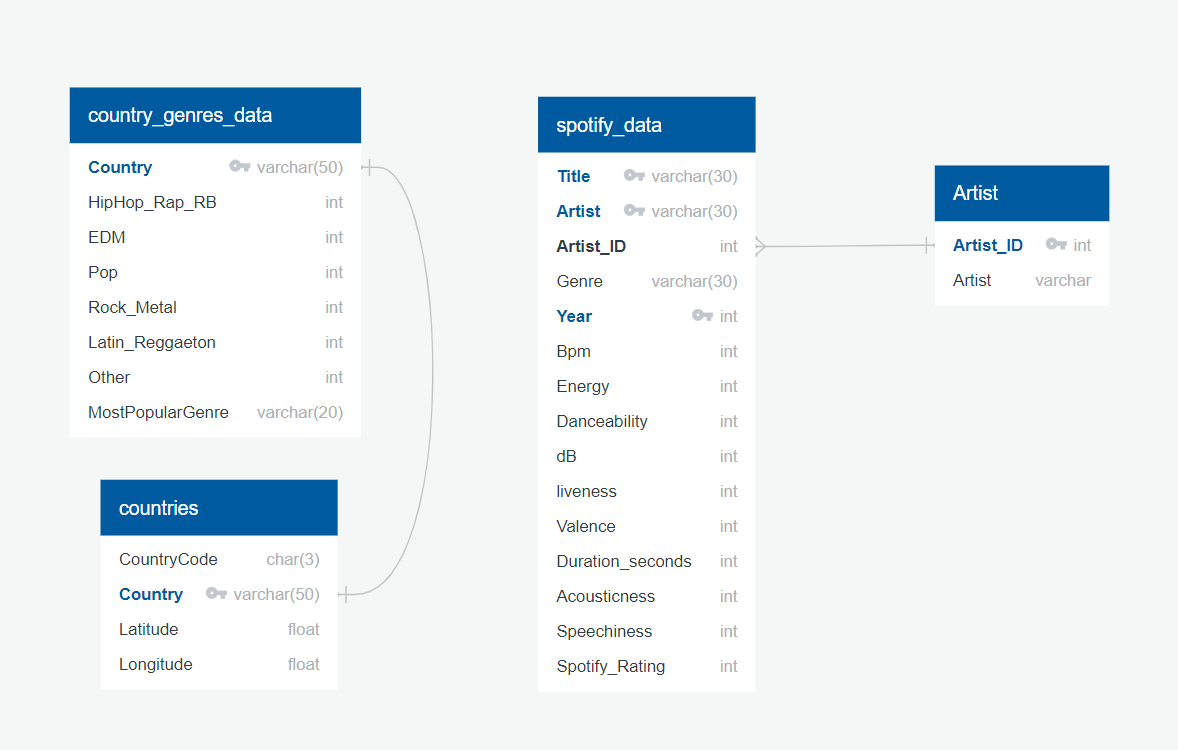 country_genres_data
Country varchar(50)
HipHop_Rap_RB int
EDM int
Pop int
Rock_Metal int
Latin_Reggaeton int
Other int
MostPopularGenre varchar(20)
countries
CountryCode char(3)
Country varchar(50)
Latitude float
Longitude float
spotify_data
Title varchar(30)
Artist varchar(30)
Artist_ID int
Genre varchar(30)
Year int
Bpm int
Energy int
Danceability int
dB int
liveness int
Valence int
Duration_seconds int
Acousticness int
Speechiness int
Spotify_Rating int
Artist
Artist_ID int
Artist varchar